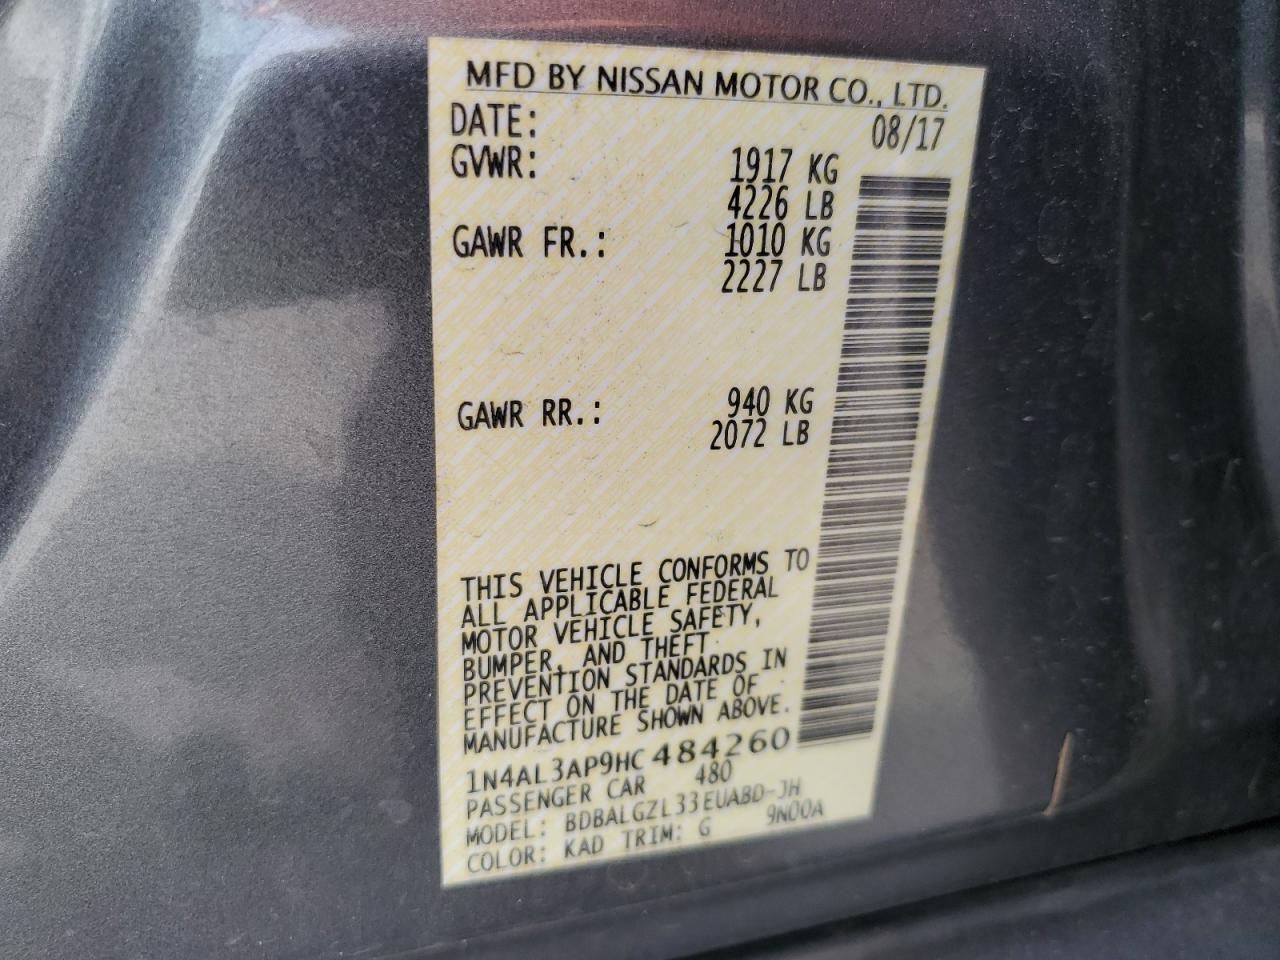 MFD BY NISSAN MOTOR CO., LTD.
DATE: 08/17
GVWR: 1917 KG
4226 LB
GAWR FR.: 1010 KG
2227 LB
GAWR RR.: 940 KG
2072 LB
THIS VEHICLE CONFORMS TO
ALL APPLICABLE FEDERAL
MOTOR VEHICLE SAFETY,
BUMPER, AND THEFT
PREVENTION STANDARDS IN
EFFECT ON THE DATE OF
MANUFACTURE SHOWN ABOVE.
1N4AL3AP9HC484260
PASSENGER CAR 480
MODEL: BDBALGZL33EUABD-JH
COLOR: KAD TRIM: G 9N00A